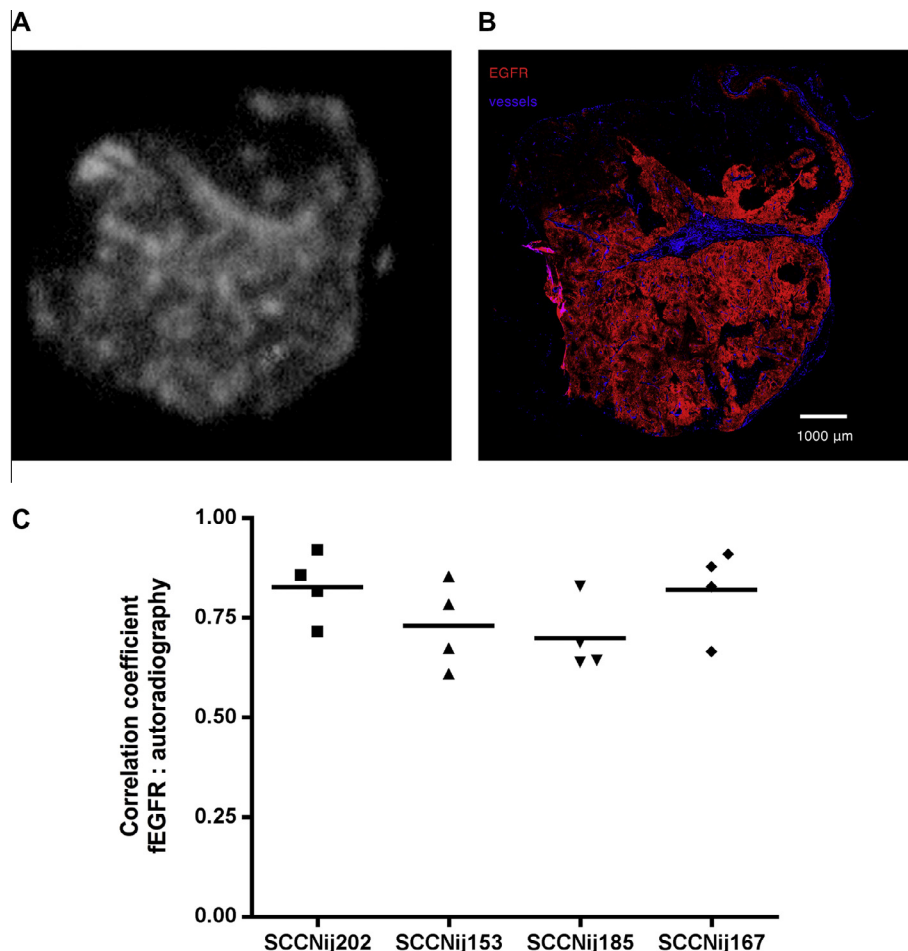 A
B
EGFR
vessels
1000 µm
C
Correlation coefficient
fEGFR : autoradiography
1.00
0.75
0.50
0.25
0.00
SCCNij202 SCCNij153 SCCNij185 SCCNij167